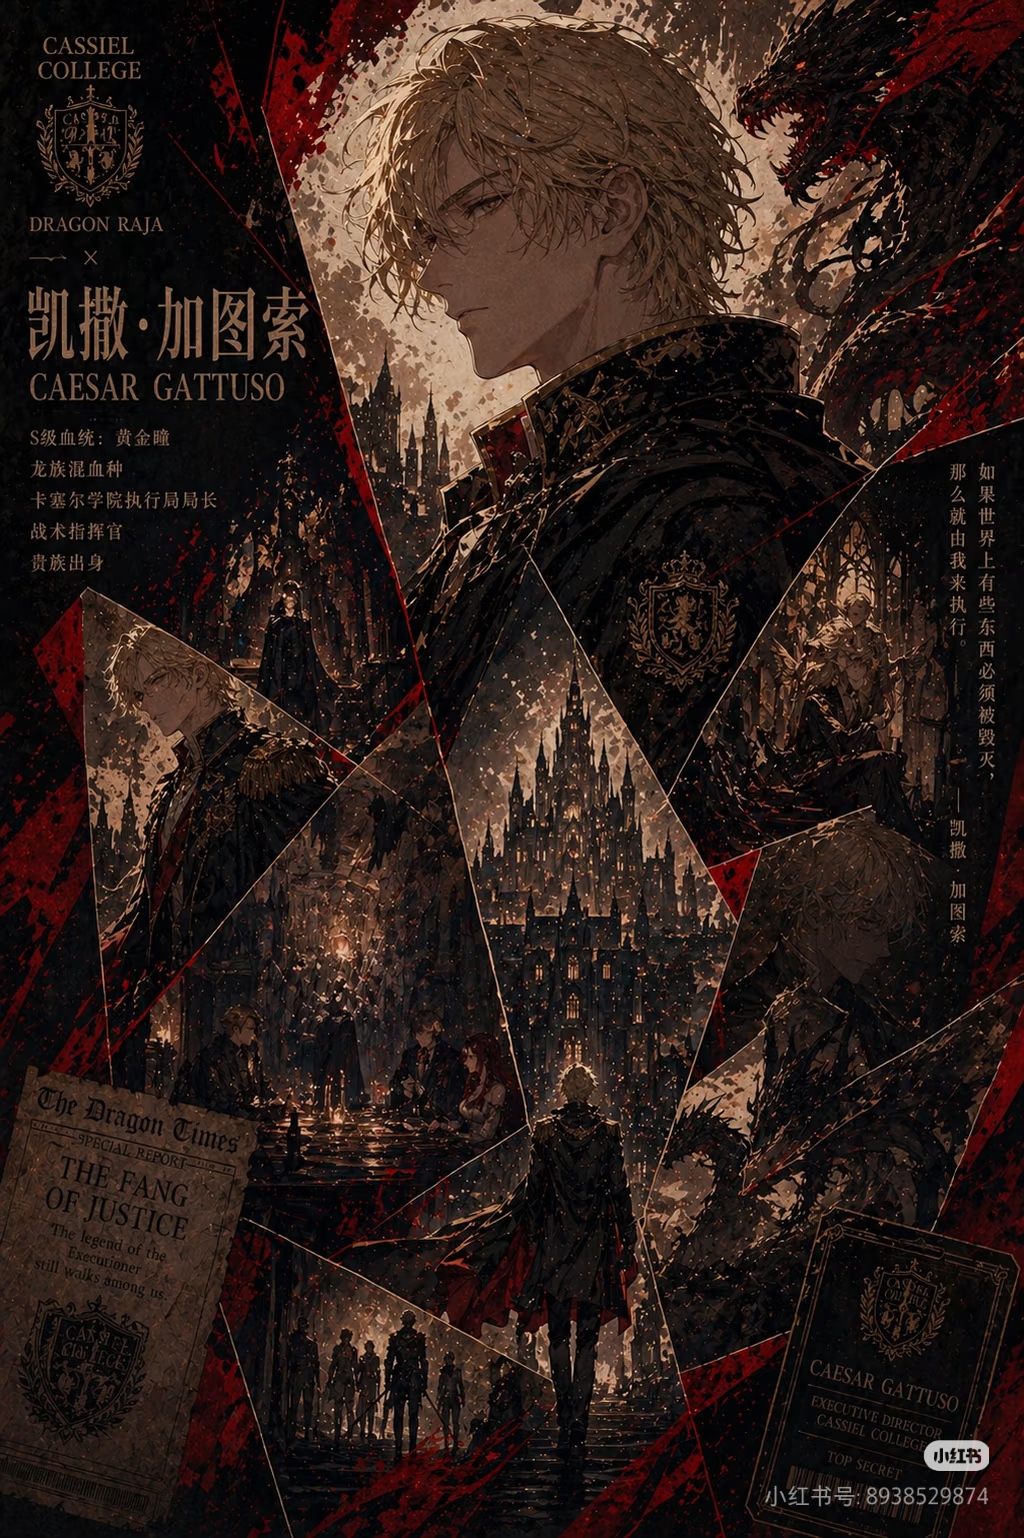 CASSIEL
COLLEGE
DRAGON RAJA
×
凯撒·加图索
CAESAR GATTUSO
S级血统：黄金瞳
龙族混血种
卡塞尔学院执行局局长
战术指挥官
贵族出身
如果世界上有些东西必须被毁灭，
那么就由我来执行。
——凯撒 加图索
The Dragon Times
SPECIAL REPORT
THE FANG
OF JUSTICE
The legend of the
Executioner
still walks among us.
CASSIEL
CAESAR GATTUSO
EXECUTIVE DIRECTOR
CASSIEL COLLEGE
TOP SECRET
小红书
小红书号: 8938529874